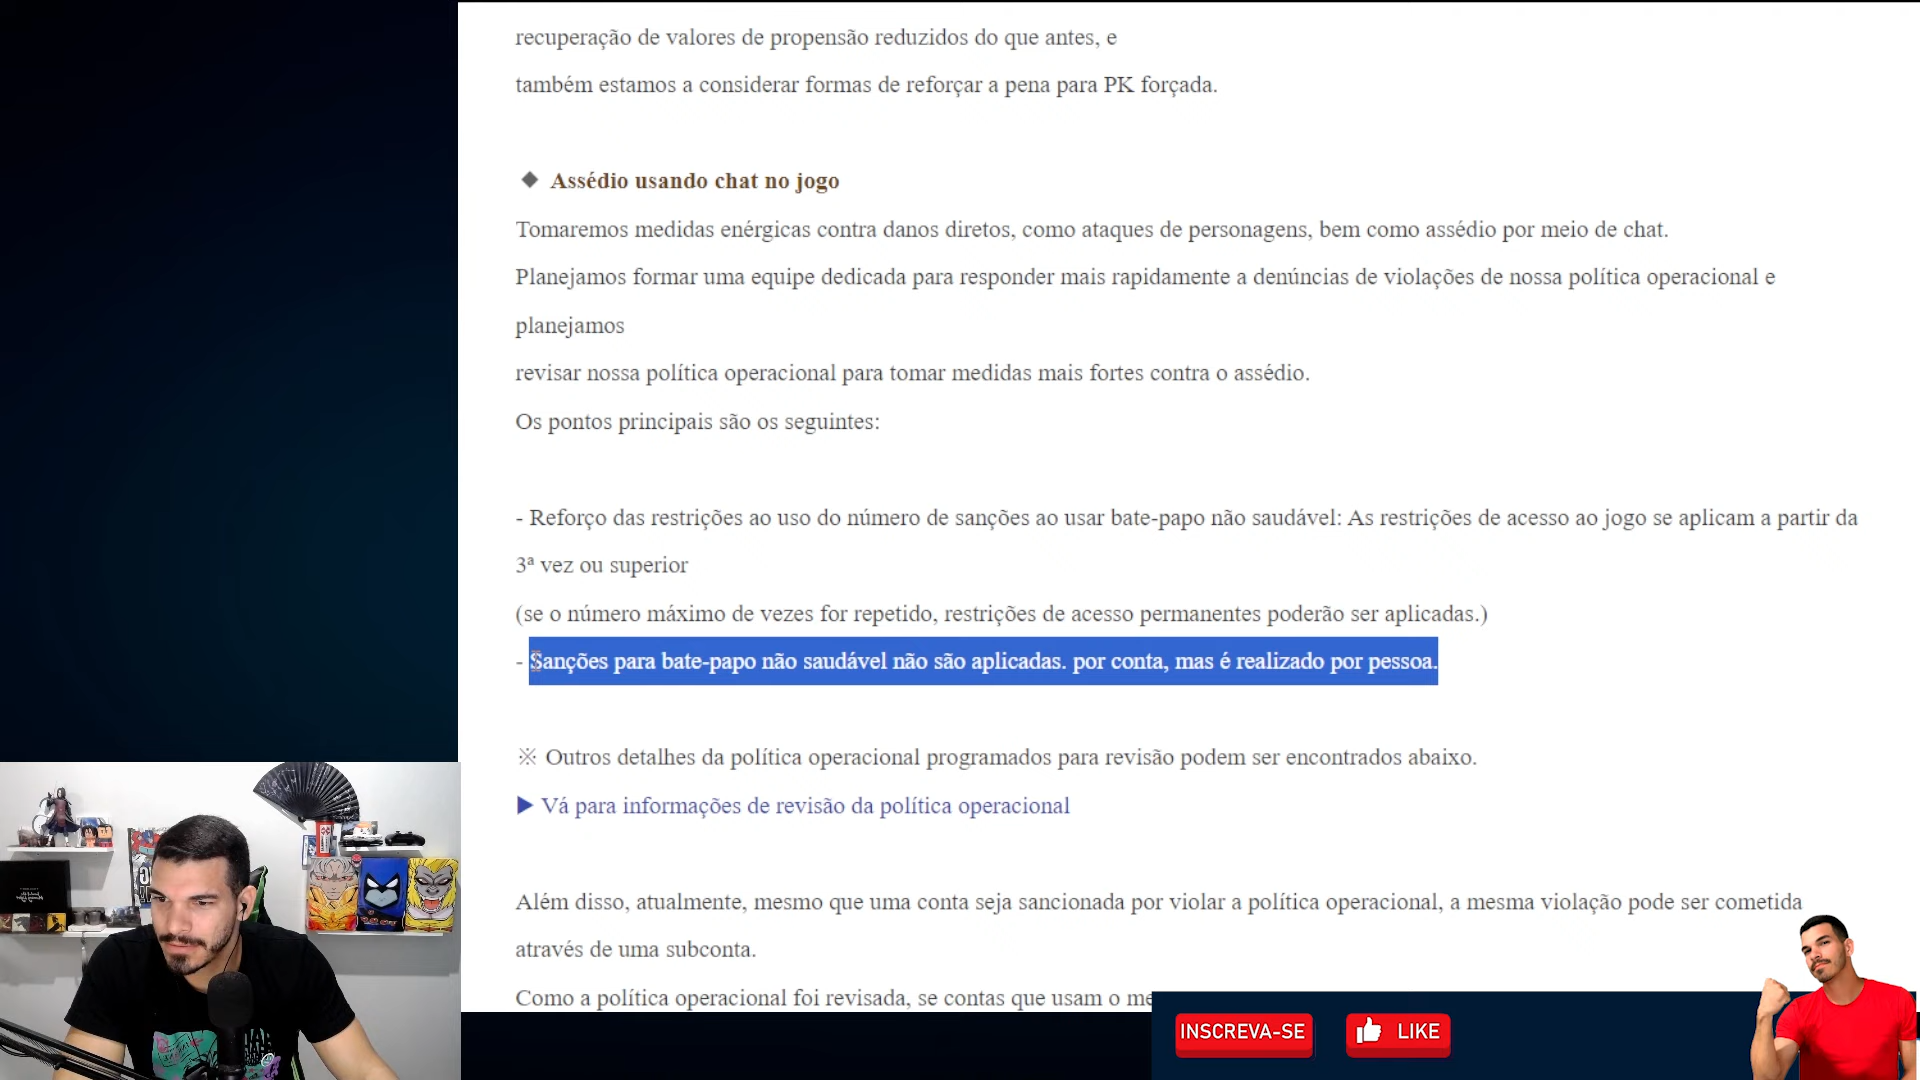 recuperação de valores de propensão reduzidos do que antes, e
também estamos a considerar formas de reforçar a pena para PK forçada.
◆ Assédio usando chat no jogo
Tomaremos medidas enérgicas contra danos diretos, como ataques de personagens, bem como assédio por meio de chat.
Planejamos formar uma equipe dedicada para responder mais rapidamente a denúncias de violações de nossa política operacional e
planejamos
revisar nossa política operacional para tomar medidas mais fortes contra o assédio.
Os pontos principais são os seguintes:
- Reforço das restrições ao uso do número de sanções ao usar bate-papo não saudável: As restrições de acesso ao jogo se aplicam a partir da
3ª vez ou superior
(se o número máximo de vezes for repetido, restrições de acesso permanentes poderão ser aplicadas.)
- Sanções para bate-papo não saudável não são aplicadas. por conta, mas é realizado por pessoa.
※ Outros detalhes da política operacional programados para revisão podem ser encontrados abaixo.
▶ Vá para informações de revisão da política operacional
Além disso, atualmente, mesmo que uma conta seja sancionada por violar a política operacional, a mesma violação pode ser cometida
através de uma subconta.
Como a política operacional foi revisada, se contas que usam o me
INSCREVA-SE
LIKE